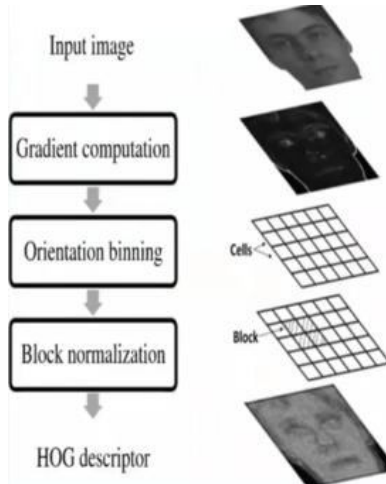 Input image
Gradient computation
Orientation binning
Cells
Block normalization
Block
HOG descriptor